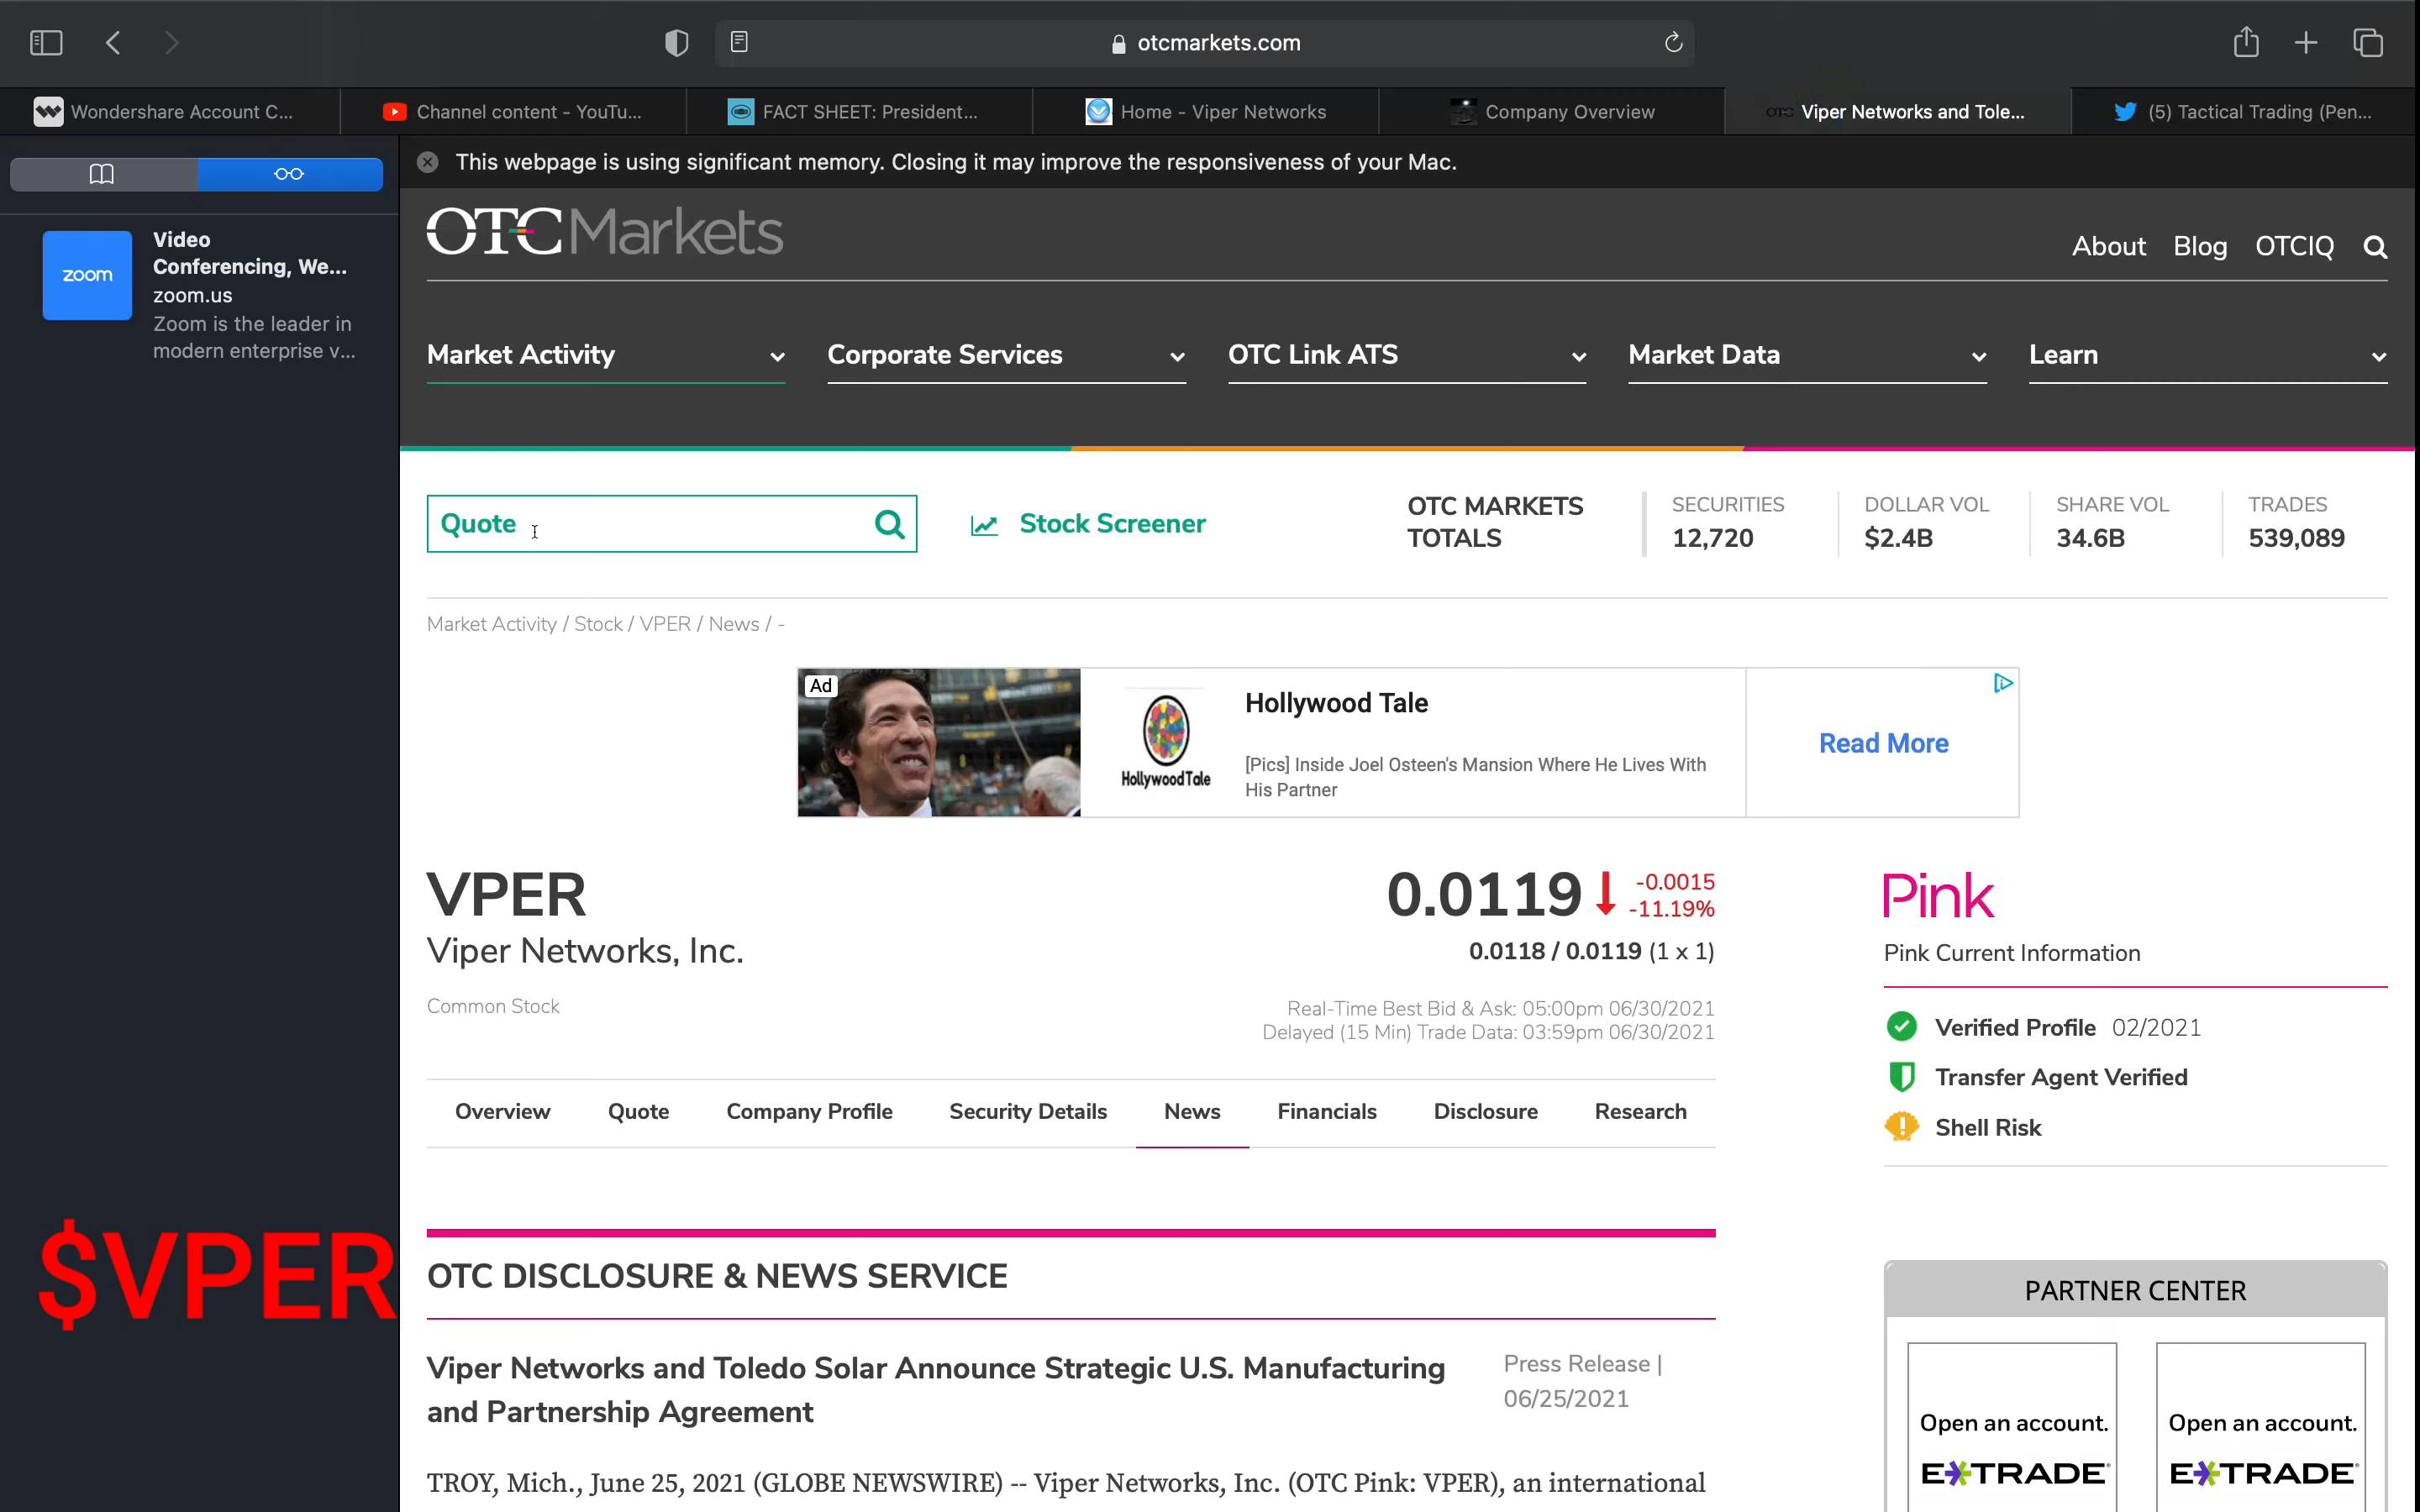 otcmarkets.com
Wondershare Account C...
Channel content - YouTu...
FACT SHEET: President...
Home - Viper Networks
Company Overview
OTC Viper Networks and Tole...
(5) Tactical Trading (Pen...
This webpage is using significant memory. Closing it may improve the responsiveness of your Mac.
zoom
Video
Conferencing, We...
zoom.us
Zoom is the leader in
modern enterprise v...
OTC Markets
About Blog OTCIQ
Market Activity
Corporate Services
OTC Link ATS
Market Data
Learn
Quote
Stock Screener
OTC MARKETS
TOTALS
SECURITIES
12,720
DOLLAR VOL
$2.4B
SHARE VOL
34.6B
TRADES
539,089
Market Activity / Stock / VPER / News / -
Ad
HollywoodTale
Hollywood Tale
[Pics] Inside Joel Osteen's Mansion Where He Lives With
His Partner
Read More
VPER
Viper Networks, Inc.
Common Stock
0.0119
-0.0015
-11.19%
0.0118 / 0.0119 (1 x 1)
Real-Time Best Bid & Ask: 05:00pm 06/30/2021
Delayed (15 Min) Trade Data: 03:59pm 06/30/2021
Pink
Pink Current Information
Verified Profile 02/2021
Transfer Agent Verified
Shell Risk
Overview
Quote
Company Profile
Security Details
News
Financials
Disclosure
Research
$VPER
OTC DISCLOSURE & NEWS SERVICE
Viper Networks and Toledo Solar Announce Strategic U.S. Manufacturing
and Partnership Agreement
Press Release |
06/25/2021
TROY, Mich., June 25, 2021 (GLOBE NEWSWIRE) -- Viper Networks, Inc. (OTC Pink: VPER), an international
PARTNER CENTER
Open an account.
E*TRADE
Open an account.
E*TRADE